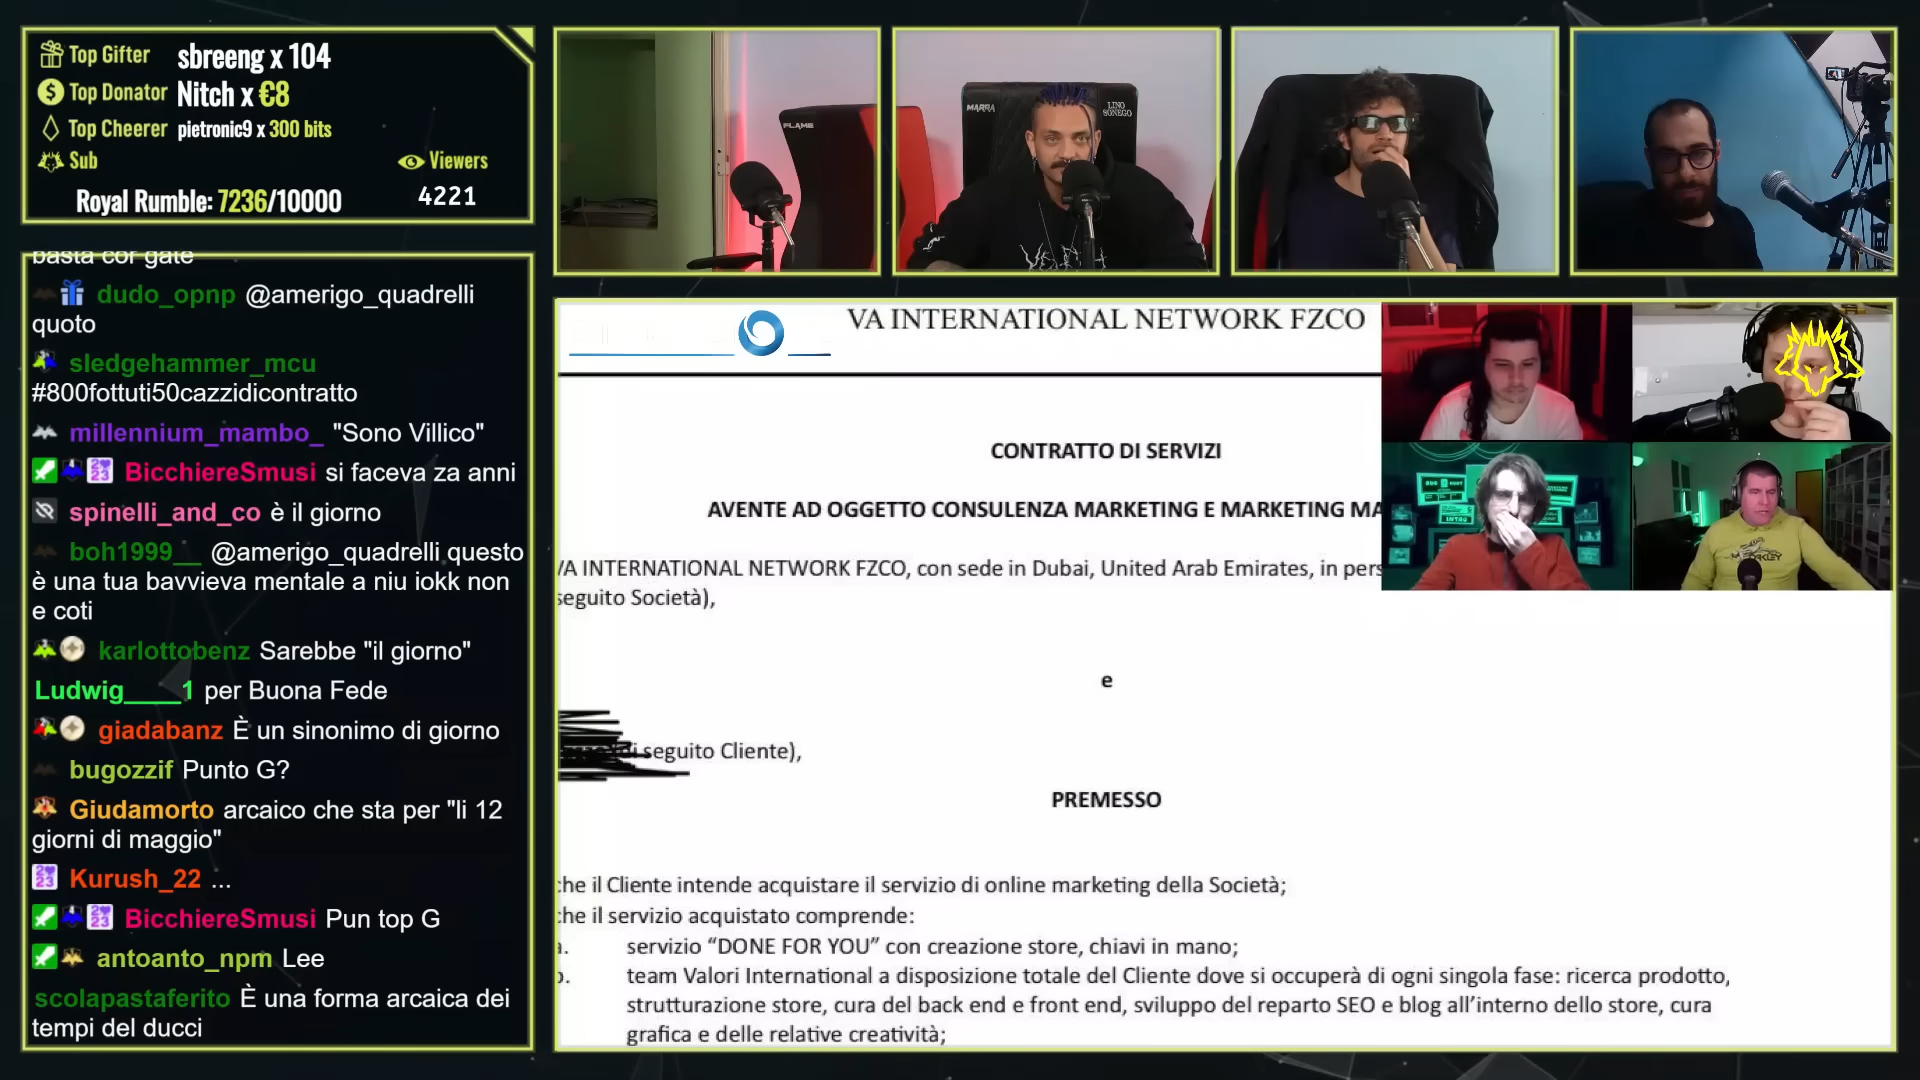 Top Gifter sbreeng x 104
Top Donator Nitch x €8
Top Cheerer pietronic9 x 300 bits
Sub
Viewers
Royal Rumble: 7236/10000
4221
basta cor gate
dudo_opnp @amerigo_quadrelli
quoto
sledgehammer_mcu
#800fottuti50cazzidicontratto
millennium_mambo_ "Sono Villico"
BicchiereSmusi si faceva za anni
spinelli_and_co è il giorno
boh1999__ @amerigo_quadrelli questo
è una tua bavvieva mentale a niu iokk non
e coti
karlottobenz Sarebbe "il giorno"
Ludwig____1 per Buona Fede
giadabanz È un sinonimo di giorno
bugozzif Punto G?
Giudamorto arcaico che sta per "li 12
giorni di maggio"
Kurush_22 ...
BicchiereSmusi Pun top G
antoanto_npm Lee
scolapastaferito È una forma arcaica dei
tempi del ducci
FLAME
MARRA
LINO
SONEGO
VA INTERNATIONAL NETWORK FZCO
CONTRATTO DI SERVIZI
AVENTE AD OGGETTO CONSULENZA MARKETING E MARKETING MA
VA INTERNATIONAL NETWORK FZCO, con sede in Dubai, United Arab Emirates, in pers
seguito Società),
e
seguito Cliente),
PREMESSO
che il Cliente intende acquistare il servizio di online marketing della Società;
che il servizio acquistato comprende:
a. servizio “DONE FOR YOU” con creazione store, chiavi in mano;
b. team Valori International a disposizione totale del Cliente dove si occuperà di ogni singola fase: ricerca prodotto,
strutturazione store, cura del back end e front end, sviluppo del reparto SEO e blog all’interno dello store, cura
grafica e delle relative creatività;